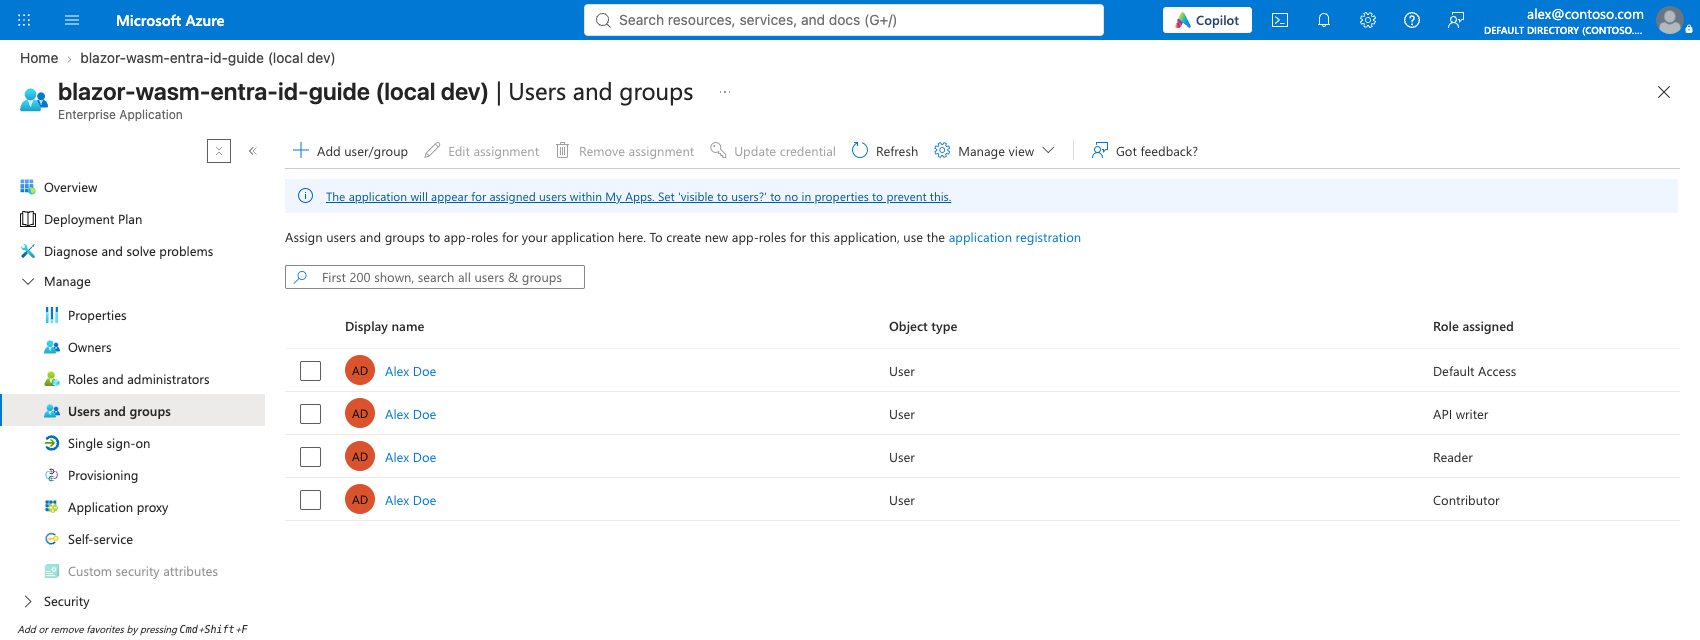 Microsoft Azure
Search resources, services, and docs (G+/)
Copilot
alex@contoso.com
DEFAULT DIRECTORY (CONTOSO....
Home › blazor-wasm-entra-id-guide (local dev)
blazor-wasm-entra-id-guide (local dev) | Users and groups ...
Enterprise Application
Add user/group Edit assignment Remove assignment Update credential Refresh Manage view Got feedback?
The application will appear for assigned users within My Apps. Set 'visible to users?' to no in properties to prevent this.
Assign users and groups to app-roles for your application here. To create new app-roles for this application, use the application registration
First 200 shown, search all users & groups
Display name Object type Role assigned
AD Alex Doe User Default Access
AD Alex Doe User API writer
AD Alex Doe User Reader
AD Alex Doe User Contributor
Overview
Deployment Plan
Diagnose and solve problems
Manage
Properties
Owners
Roles and administrators
Users and groups
Single sign-on
Provisioning
Application proxy
Self-service
Custom security attributes
Security
Add or remove favorites by pressing Cmd+Shift+F